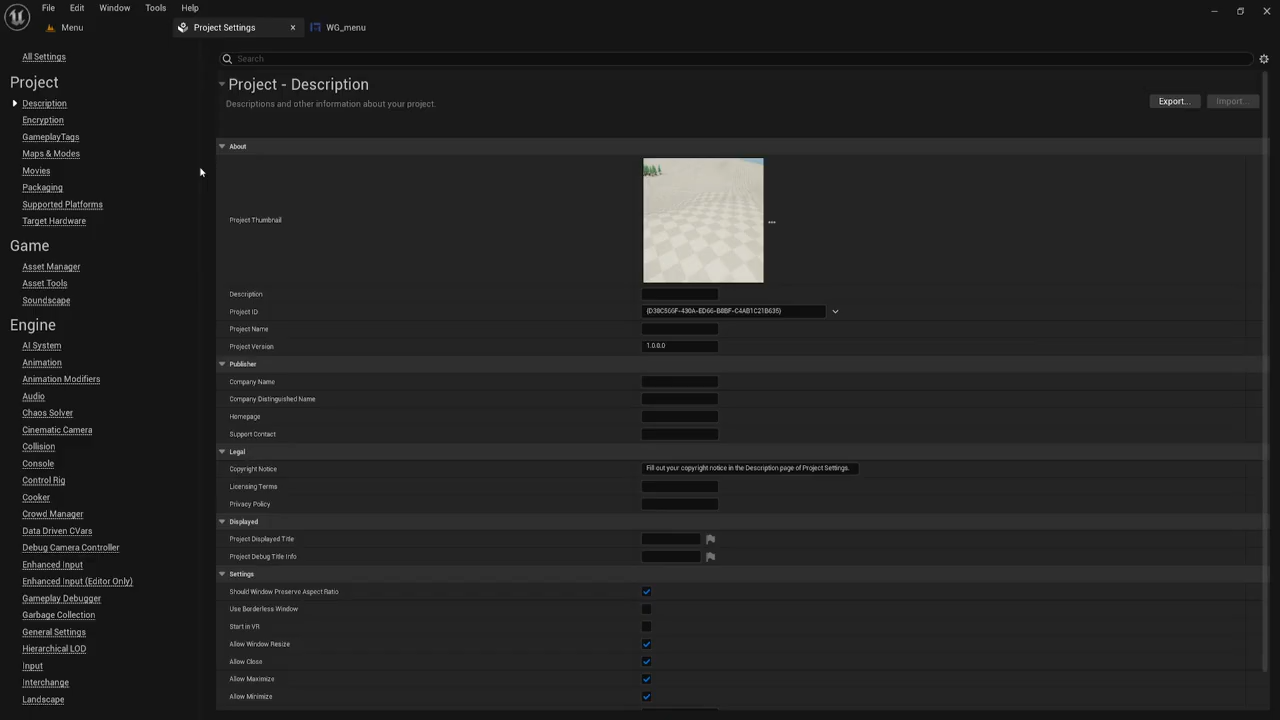 File Edit Window Tools Help
Menu Project Settings WG_menu
All Settings
Search
Project
Description
Encryption
GameplayTags
Maps & Modes
Movies
Packaging
Supported Platforms
Target Hardware
Game
Asset Manager
Asset Tools
Soundscape
Engine
AI System
Animation
Animation Modifiers
Audio
Chaos Solver
Cinematic Camera
Collision
Console
Control Rig
Cooker
Crowd Manager
Data Driven CVars
Debug Camera Controller
Enhanced Input
Enhanced Input (Editor Only)
Gameplay Debugger
Garbage Collection
General Settings
Hierarchical LOD
Input
Interchange
Landscape
Project - Description
Descriptions and other information about your project.
Export... Import...
About
Project Thumbnail
Description
Project ID
Project Name
Project Version 1.0.0.0
Publisher
Company Name
Company Distinguished Name
Homepage
Support Contact
Legal
Copyright Notice Fill out your copyright notice in the Description page of Project Settings.
Licensing Terms
Privacy Policy
Displayed
Project Displayed Title
Project Debug Title Info
Settings
Should Window Preserve Aspect Ratio
Use Borderless Window
Start in VR
Allow Window Resize
Allow Close
Allow Maximize
Allow Minimize